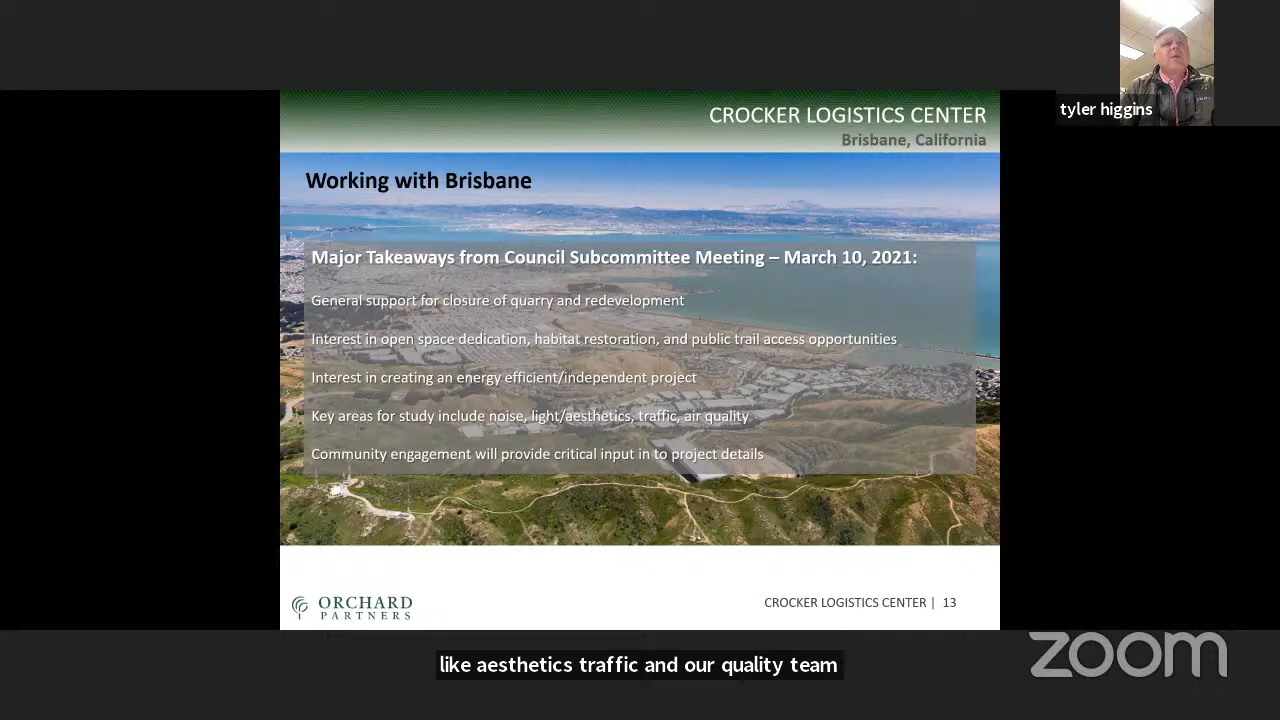 tyler higgins
CROCKER LOGISTICS CENTER
Brisbane, California
Working with Brisbane
Major Takeaways from Council Subcommittee Meeting – March 10, 2021:
General support for closure of quarry and redevelopment
Interest in open space dedication, habitat restoration, and public trail access opportunities
Interest in creating an energy efficient/independent project
Key areas for study include noise, light/aesthetics, traffic, air quality
Community engagement will provide critical input in to project details
ORCHARD
PARTNERS
CROCKER LOGISTICS CENTER | 13
like aesthetics traffic and our quality team
zoom